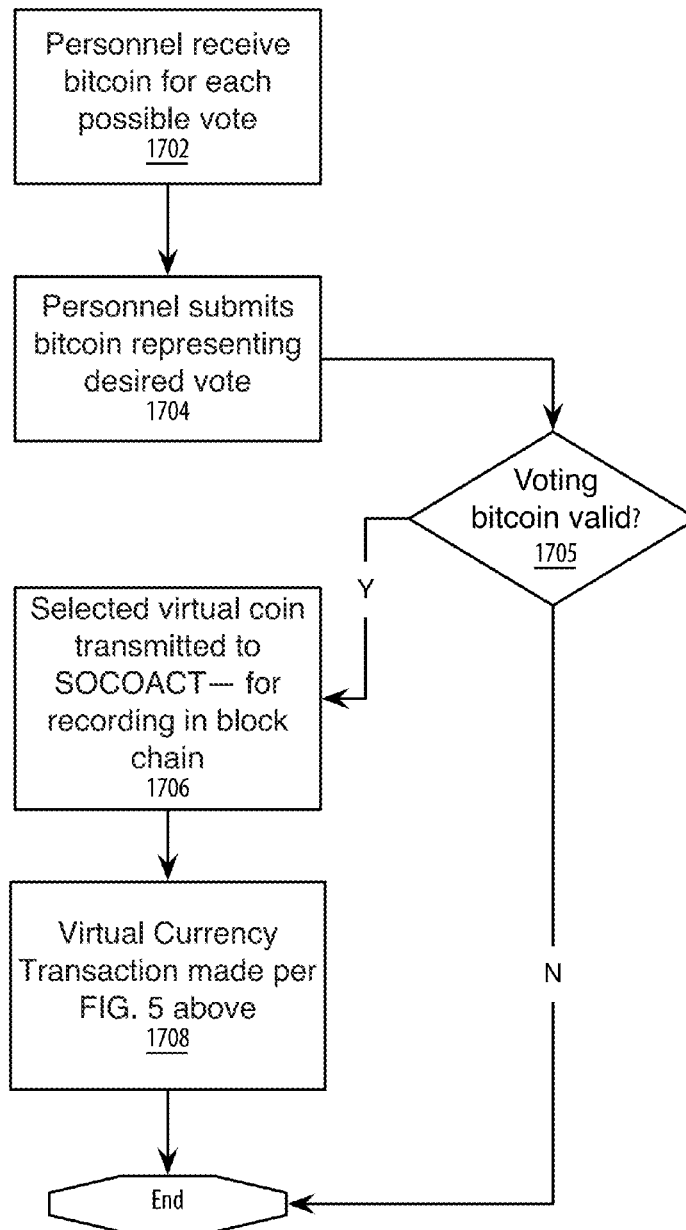 Personnel receive
bitcoin for each
possible vote
1702
Personnel submits
bitcoin representing
desired vote
1704
Voting
bitcoin valid?
1705
Y
Selected virtual coin
transmitted to
SOCOACT— for
recording in block
chain
1706
N
Virtual Currency
Transaction made per
FIG. 5 above
1708
End